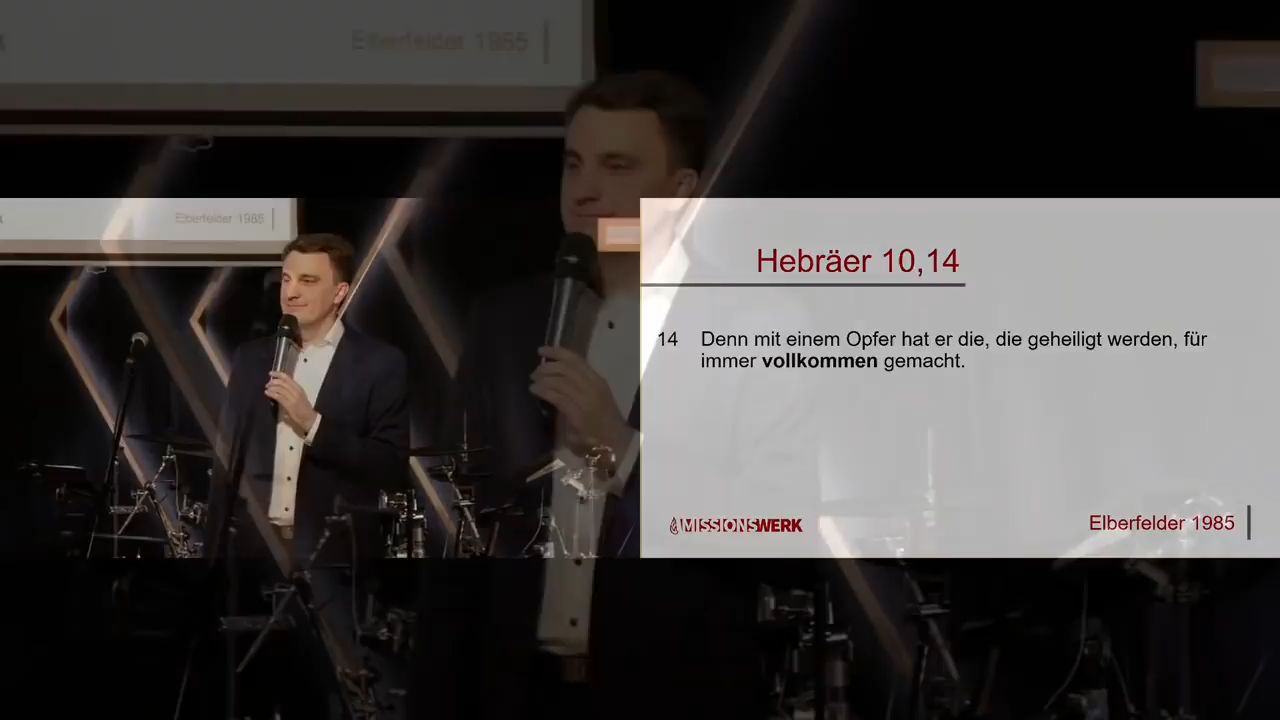 Elberfelder 1985
Elberfelder 1985
Hebräer 10,14
14 Denn mit einem Opfer hat er die, die geheiligt werden, für
immer vollkommen gemacht.
MISSIONSWERK
Elberfelder 1985